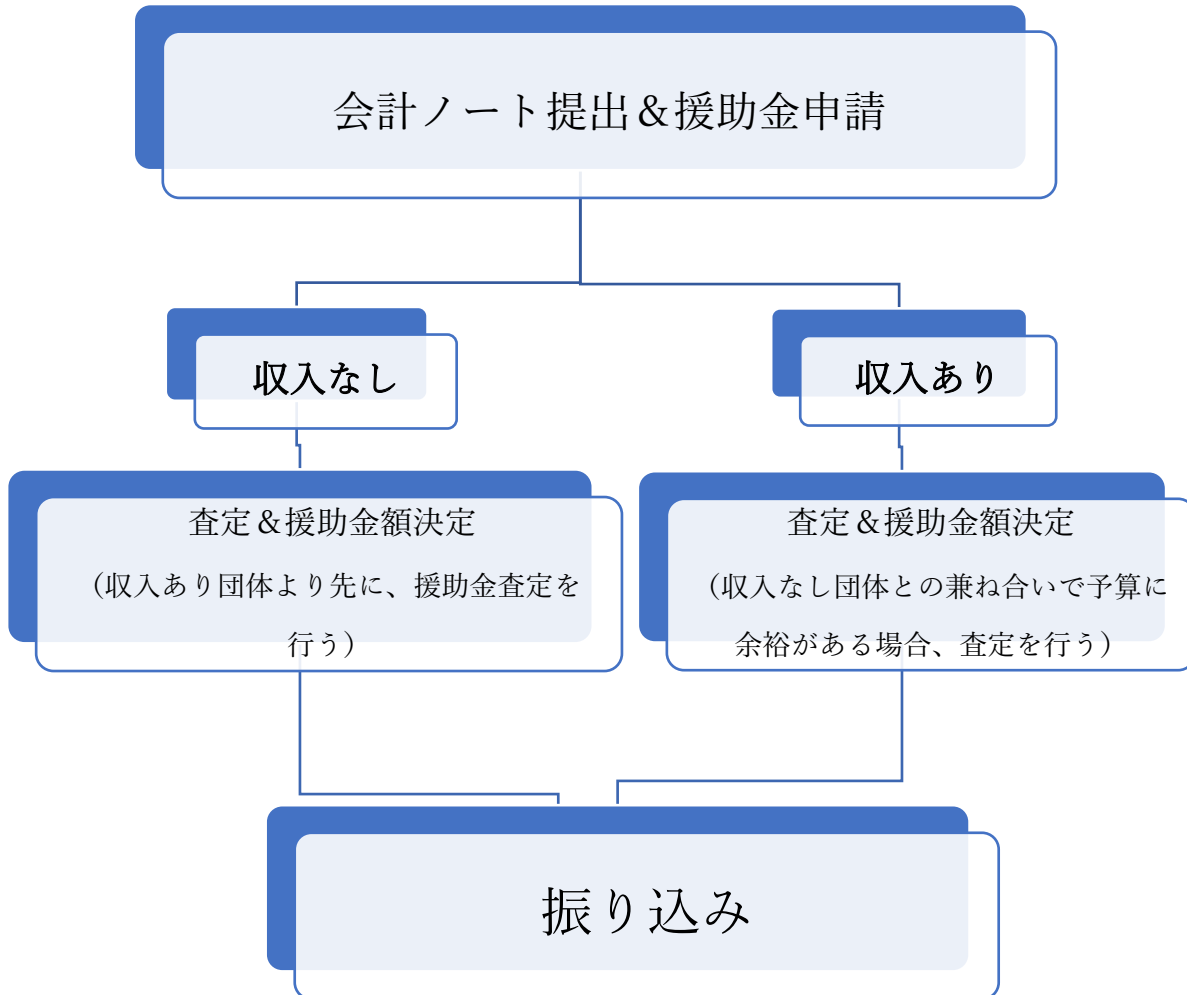 会計ノート提出＆援助金申請
収入なし
収入あり
査定＆援助金額決定
（収入あり団体より先に、援助金査定を
行う）
査定＆援助金額決定
（収入なし団体との兼ね合いで予算に
余裕がある場合、査定を行う）
振り込み